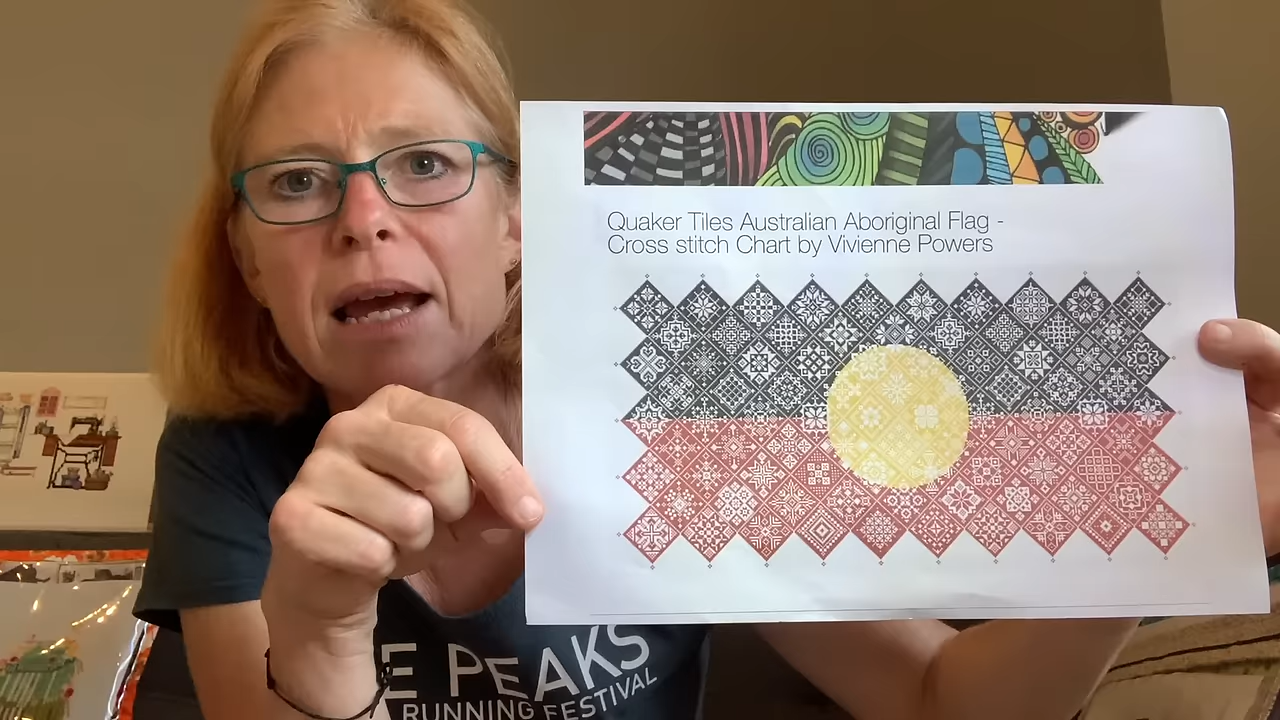 Quaker Tiles Australian Aboriginal Flag -
Cross stitch Chart by Vivienne Powers
E PEAKS
RUNNING FESTIVAL